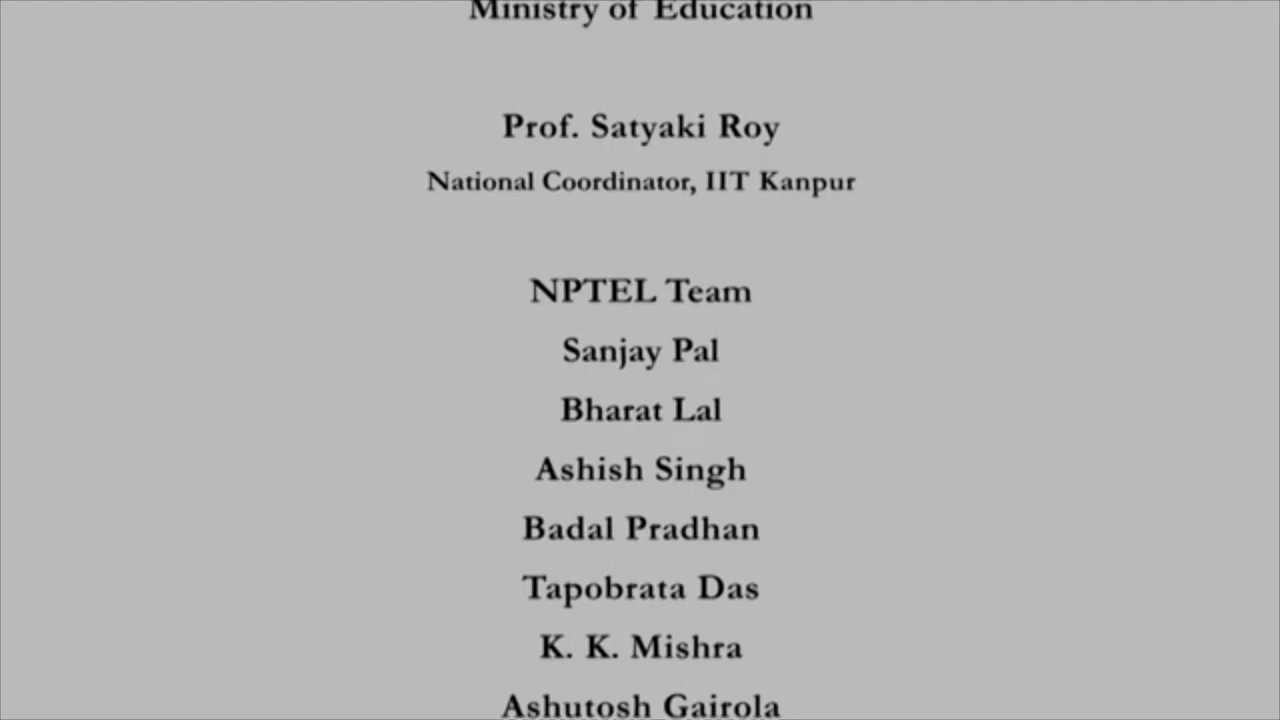 Ministry of Education
Prof. Satyaki Roy
National Coordinator, IIT Kanpur
NPTEL Team
Sanjay Pal
Bharat Lal
Ashish Singh
Badal Pradhan
Tapobrata Das
K. K. Mishra
Ashutosh Gairola